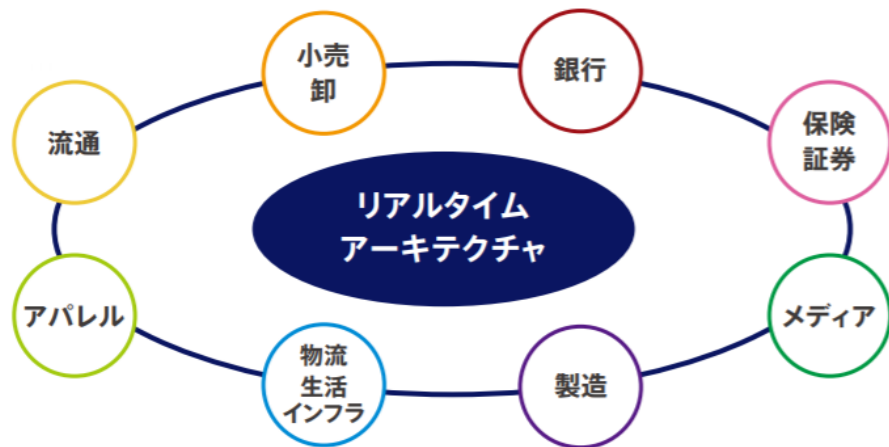 小売
卸
銀行
流通
保険
証券
リアルタイム
アーキテクチャ
アパレル
メディア
物流
生活
インフラ
製造